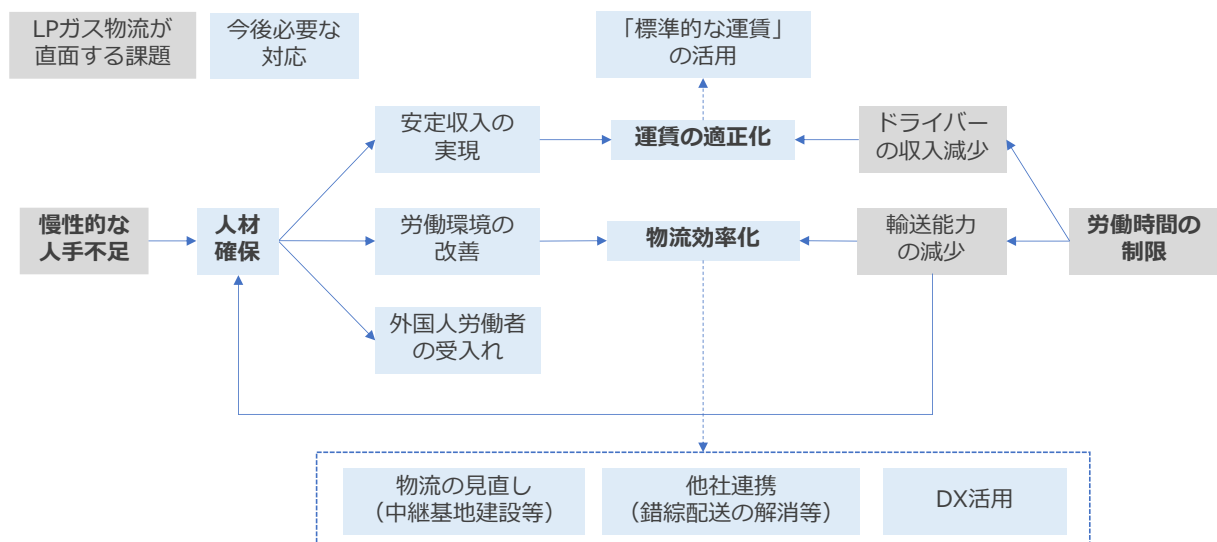 LPガス物流が
直面する課題
今後必要な
対応
「標準的な運賃」
の活用
安定収入の
実現
運賃の適正化
ドライバー
の収入減少
慢性的な
人手不足
人材
確保
労働環境の
改善
物流効率化
輸送能力
の減少
労働時間の
制限
外国人労働者
の受入れ
物流の見直し
（中継基地建設等）
他社連携
（錯綜配送の解消等）
DX活用